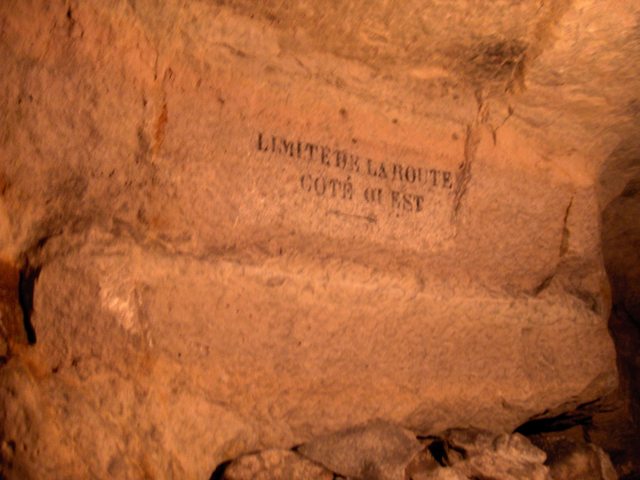 LIMITE DE LA ROUTE
CÔTÉ OUEST